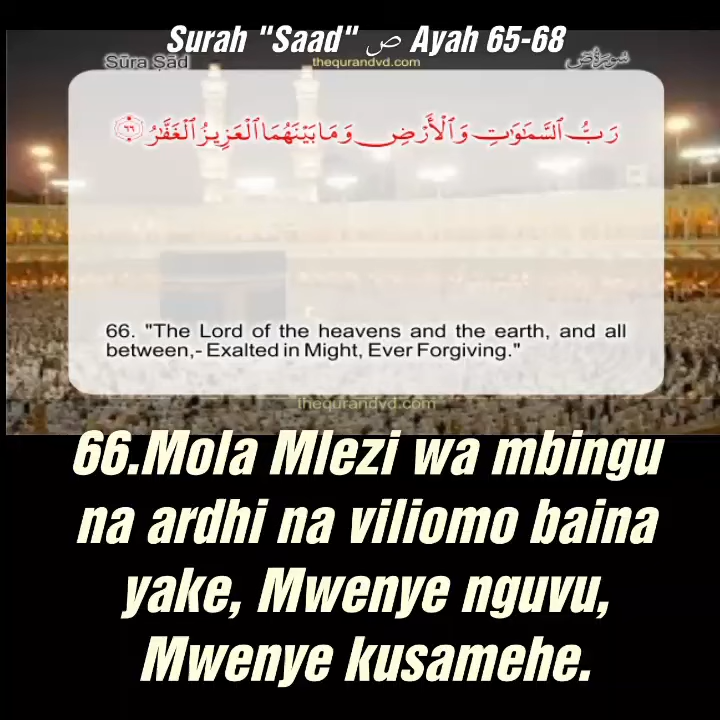 Surah "Saad" ص Ayah 65-68
Sūra Ṣād
thequrandvd.com
سُورَةُ صٓ
رَبُّ ٱلسَّمَٰوَٰتِ وَٱلْأَرْضِ وَمَا بَيْنَهُمَا ٱلْعَزِيزُ ٱلْغَفَّٰرُ ٦٦
66. "The Lord of the heavens and the earth, and all
between,- Exalted in Might, Ever Forgiving."
thequrandvd.com
66.Mola Mlezi wa mbingu
na ardhi na viliomo baina
yake, Mwenye nguvu,
Mwenye kusamehe.